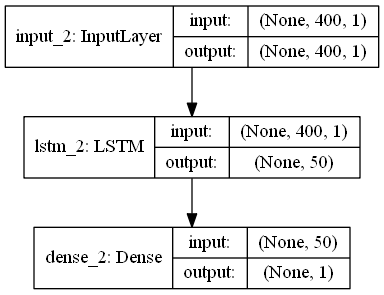 input_2: InputLayer
input: (None, 400, 1)
output: (None, 400, 1)
lstm_2: LSTM
input: (None, 400, 1)
output: (None, 50)
dense_2: Dense
input: (None, 50)
output: (None, 1)